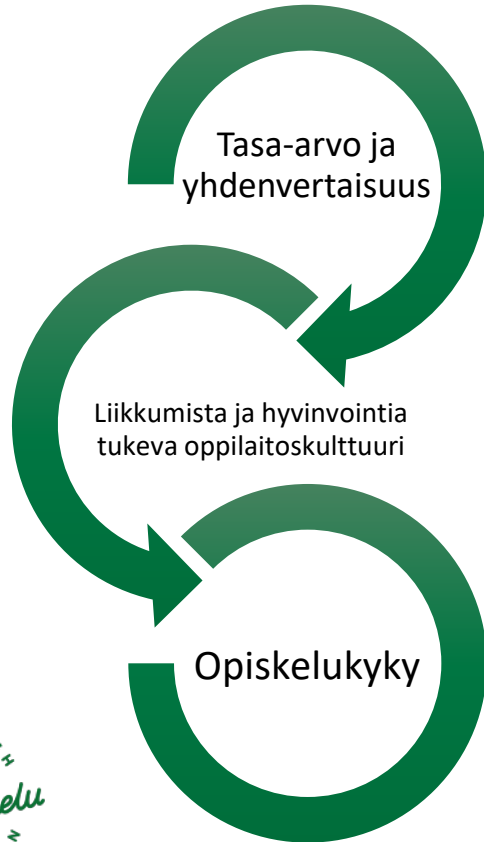 Tasa-arvo ja
yhdenvertaisuus
Liikkumista ja hyvinvointia
tukeva oppilaitoskulttuuri
Opiskelukyky